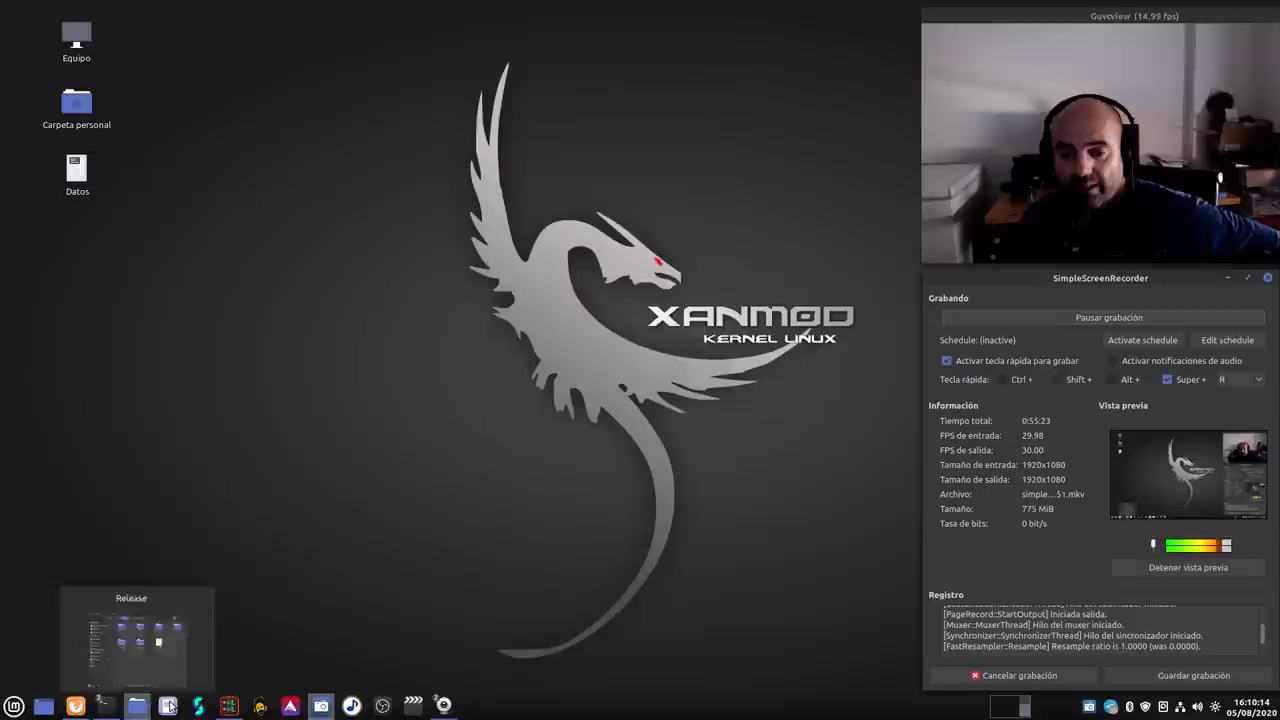 Guvcview (14.99 fps)
Equipo
Carpeta personal
Datos
XANMOD
KERNEL LINUX
SimpleScreenRecorder
Grabando
Pausar grabación
Schedule: (inactive)
Activate schedule
Edit schedule
Activar tecla rápida para grabar
Activar notificaciones de audio
Tecla rápida:
Ctrl +
Shift +
Alt +
Super +
R
Información
Vista previa
Tiempo total: 0:55:23
FPS de entrada: 29.98
FPS de salida: 30.00
Tamaño de entrada: 1920x1080
Tamaño de salida: 1920x1080
Archivo: simple...51.mkv
Tamaño: 775 MiB
Tasa de bits: 0 bit/s
Detener vista previa
Registro
[PageRecord::StartOutput] Iniciada salida.
[Muxer::MuxerThread] Hilo del muxer iniciado.
[Synchronizer::SynchronizerThread] Hilo del sincronizador iniciado.
[FastResampler::Resample] Resample ratio is 1.0000 (was 0.0000).
Cancelar grabación
Guardar grabación
Release
16:10:14
05/08/2020